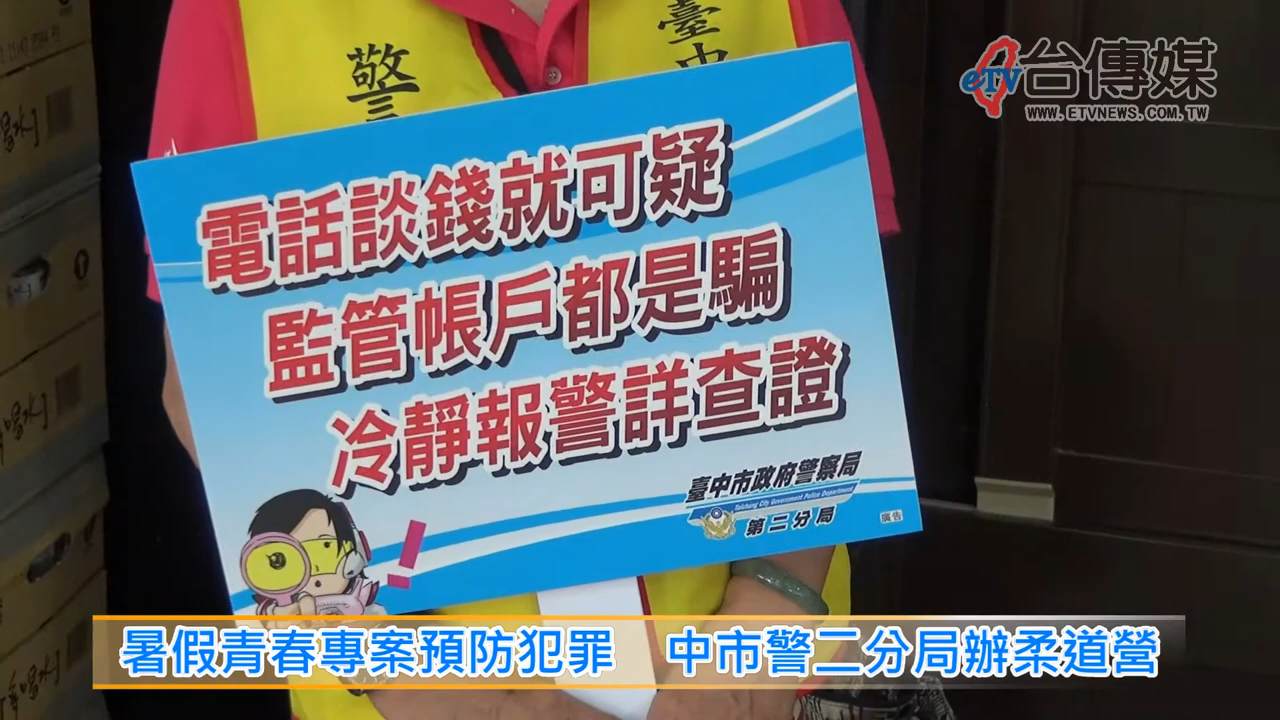 警
臺中
eTV台傳媒
WWW.ETVNEWS.COM.TW
電話談錢就可疑
監管帳戶都是騙
冷靜報警詳查證
臺中市政府警察局
Taichung City Government Police Department
第二分局
廣告
!
暑假青春專案預防犯罪 中市警二分局辦柔道營